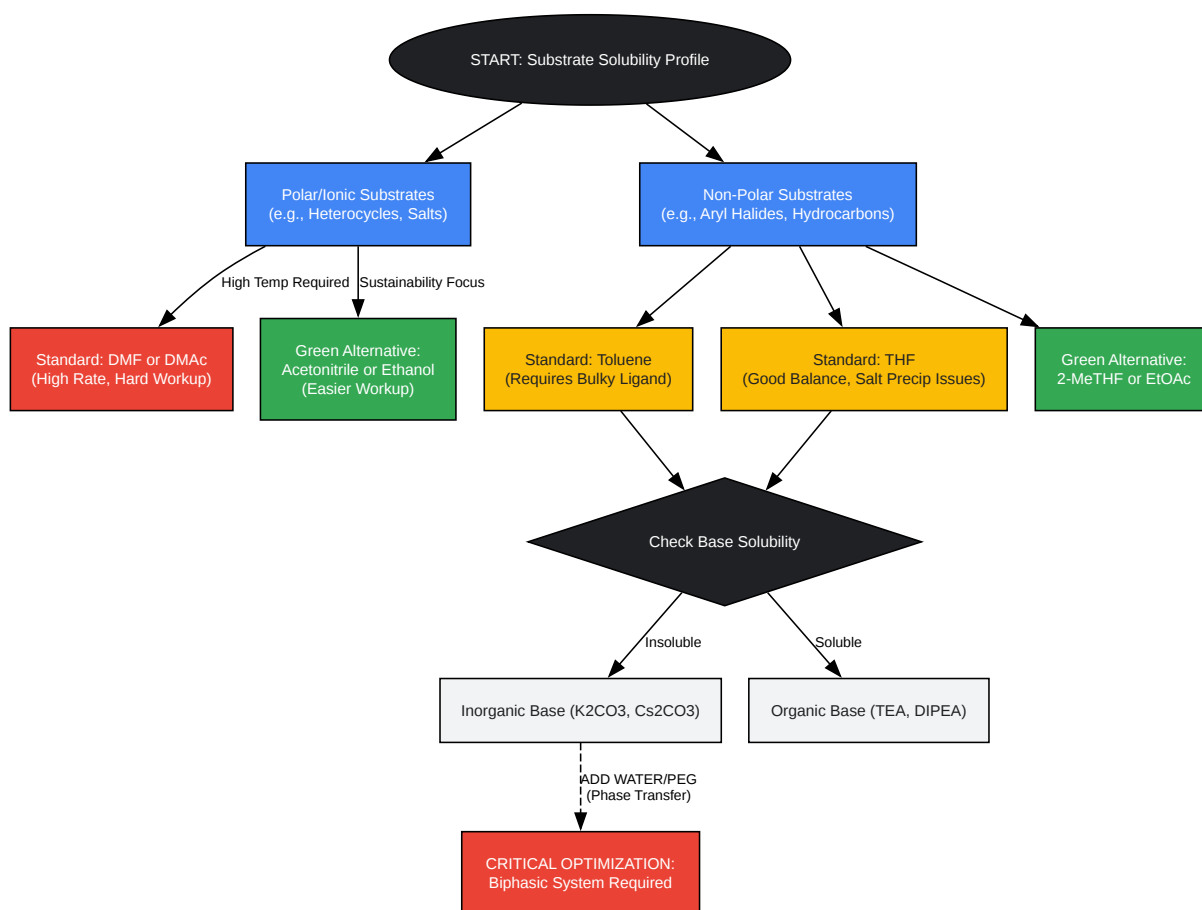 START: Substrate Solubility Profile
Polar/Ionic Substrates
(e.g., Heterocycles, Salts)
Non-Polar Substrates
(e.g., Aryl Halides, Hydrocarbons)
High Temp Required
Sustainability Focus
Standard: DMF or DMAc
(High Rate, Hard Workup)
Green Alternative:
Acetonitrile or Ethanol
(Easier Workup)
Standard: Toluene
(Requires Bulky Ligand)
Standard: THF
(Good Balance, Salt Precip Issues)
Green Alternative:
2-MeTHF or EtOAc
Check Base Solubility
Insoluble
Soluble
Inorganic Base (K2CO3, Cs2CO3)
Organic Base (TEA, DIPEA)
ADD WATER/PEG
(Phase Transfer)
CRITICAL OPTIMIZATION:
Biphasic System Required